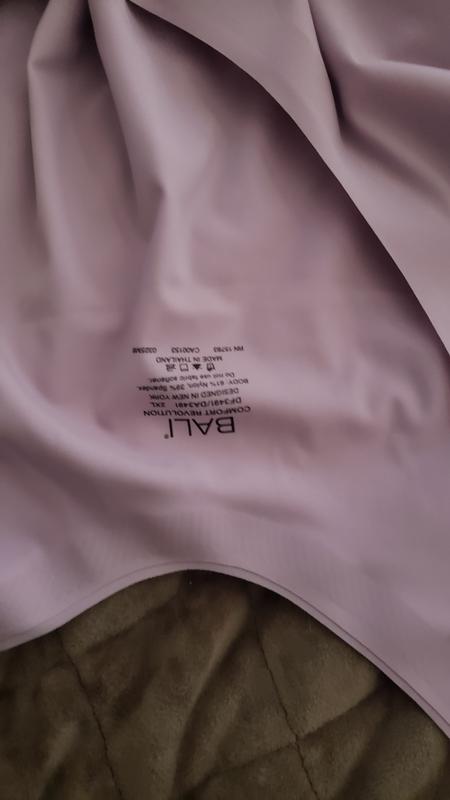 BALI®
COMFORT REVOLUTION
DF3491/DA3491 2XL
DESIGNED IN NEW YORK
BODY: 61% Nylon, 39% Spandex.
Do not use fabric softener.
MADE IN THAILAND
RN 15763 CA00153